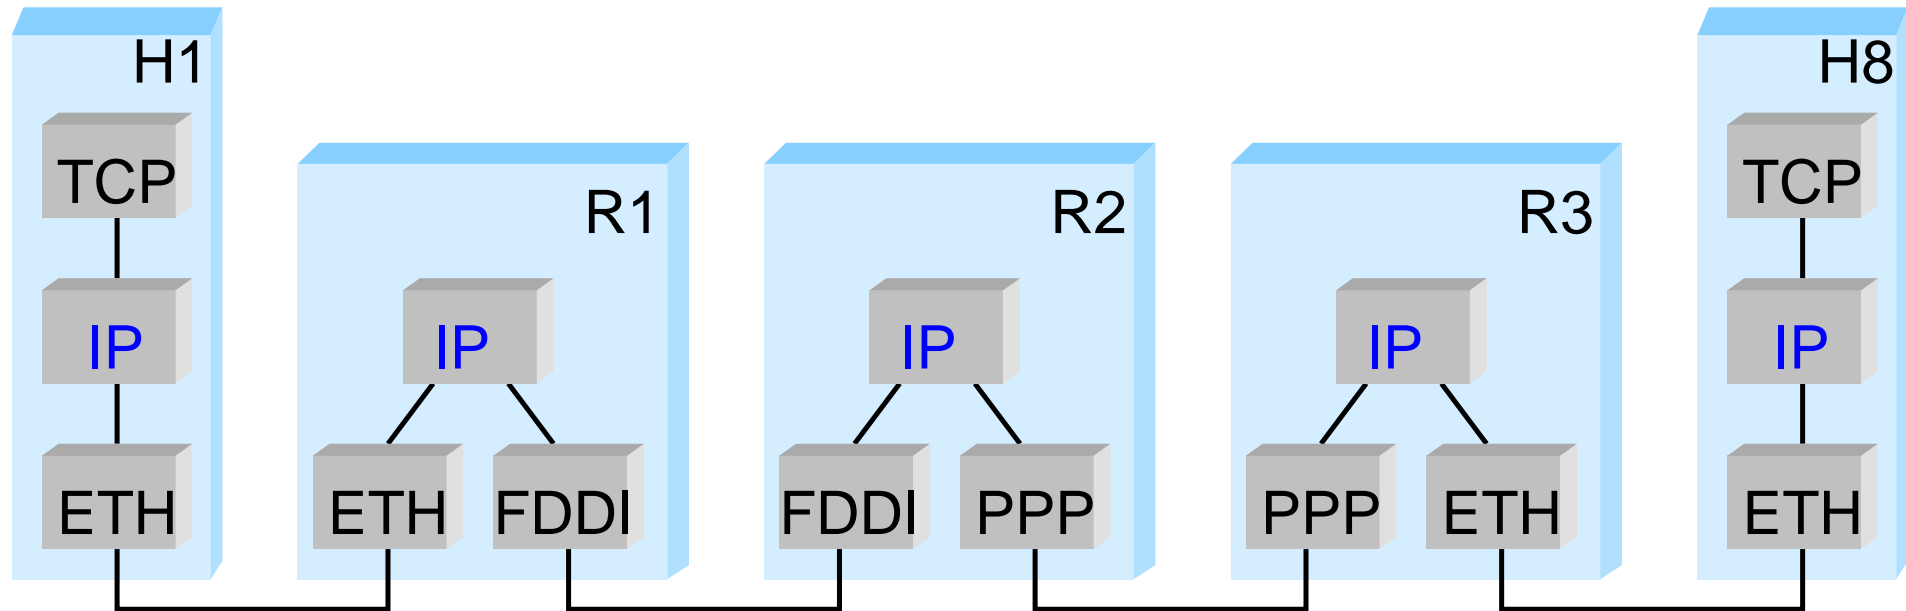 H1
TCP
IP
ETH
R1
IP
ETH FDDI
R2
IP
FDDI PPP
R3
IP
PPP ETH
H8
TCP
IP
ETH